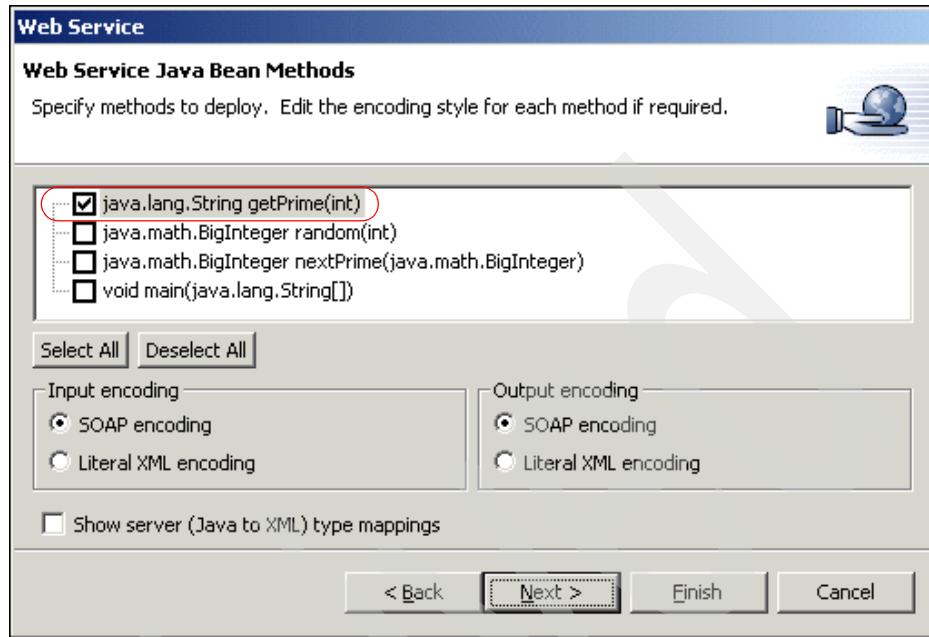 Web Service
Web Service Java Bean Methods
Specify methods to deploy. Edit the encoding style for each method if required.
java.lang.String getPrime(int)
java.math.BigInteger random(int)
java.math.BigInteger nextPrime(java.math.BigInteger)
void main(java.lang.String[])
Select All Deselect All
Input encoding Output encoding
SOAP encoding SOAP encoding
Literal XML encoding Literal XML encoding
Show server (Java to XML) type mappings
< Back Next > Finish Cancel